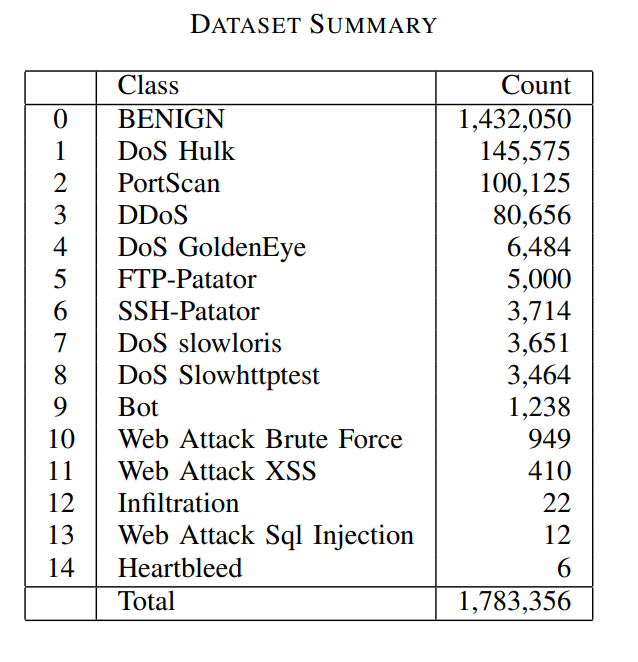 DATASET SUMMARY
Class Count
0 BENIGN 1,432,050
1 DoS Hulk 145,575
2 PortScan 100,125
3 DDoS 80,656
4 DoS GoldenEye 6,484
5 FTP-Patator 5,000
6 SSH-Patator 3,714
7 DoS slowloris 3,651
8 DoS Slowhttptest 3,464
9 Bot 1,238
10 Web Attack Brute Force 949
11 Web Attack XSS 410
12 Infiltration 22
13 Web Attack Sql Injection 12
14 Heartbleed 6
Total 1,783,356